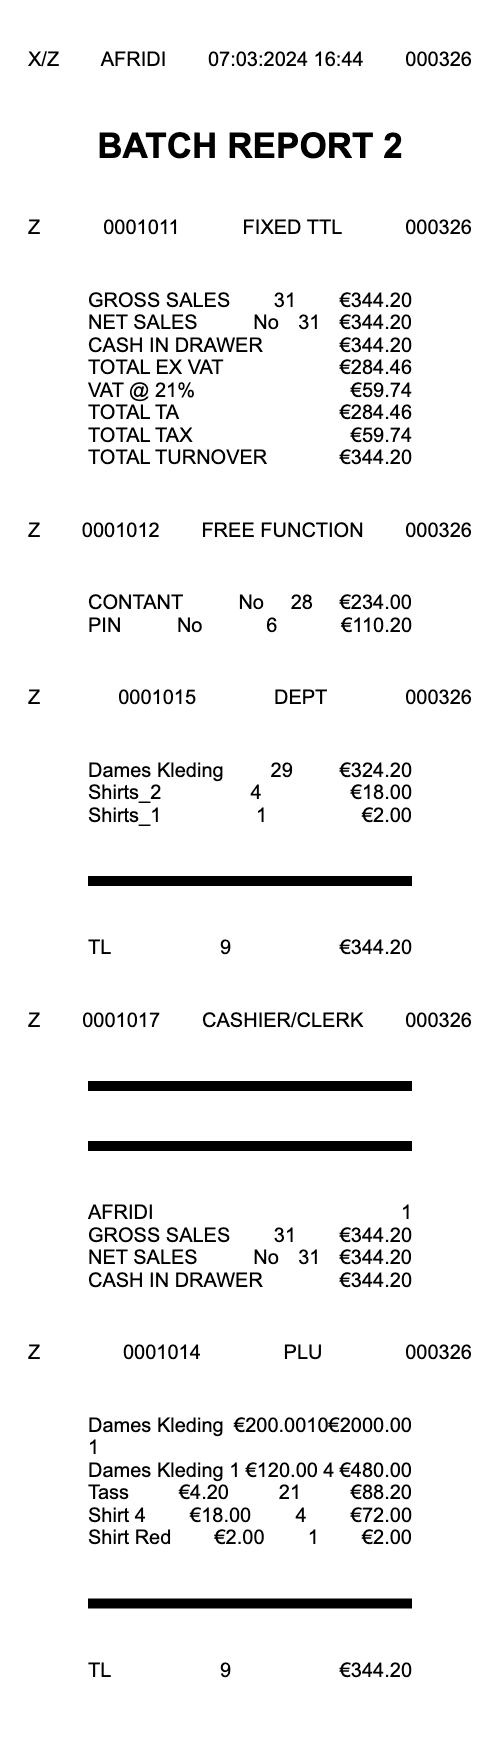 X/Z AFRIDI 07:03:2024 16:44 000326
BATCH REPORT 2
Z 0001011 FIXED TTL 000326
GROSS SALES 31 €344.20
NET SALES No 31 €344.20
CASH IN DRAWER €344.20
TOTAL EX VAT €284.46
VAT @ 21% €59.74
TOTAL TA €284.46
TOTAL TAX €59.74
TOTAL TURNOVER €344.20
Z 0001012 FREE FUNCTION 000326
CONTANT No 28 €234.00
PIN No 6 €110.20
Z 0001015 DEPT 000326
Dames Kleding 29 €324.20
Shirts_2 4 €18.00
Shirts_1 1 €2.00
TL 9 €344.20
Z 0001017 CASHIER/CLERK 000326
AFRIDI 1
GROSS SALES 31 €344.20
NET SALES No 31 €344.20
CASH IN DRAWER €344.20
Z 0001014 PLU 000326
Dames Kleding €200.0010€2000.00
1
Dames Kleding 1 €120.00 4 €480.00
Tass €4.20 21 €88.20
Shirt 4 €18.00 4 €72.00
Shirt Red €2.00 1 €2.00
TL 9 €344.20